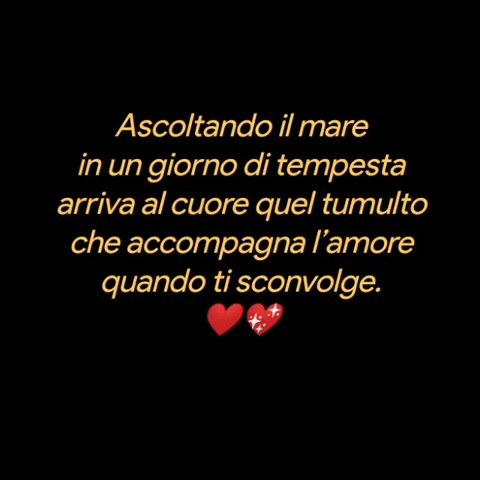 Ascoltando il mare
in un giorno di tempesta
arriva al cuore quel tumulto
che accompagna l’amore
quando ti sconvolge.
❤️💖